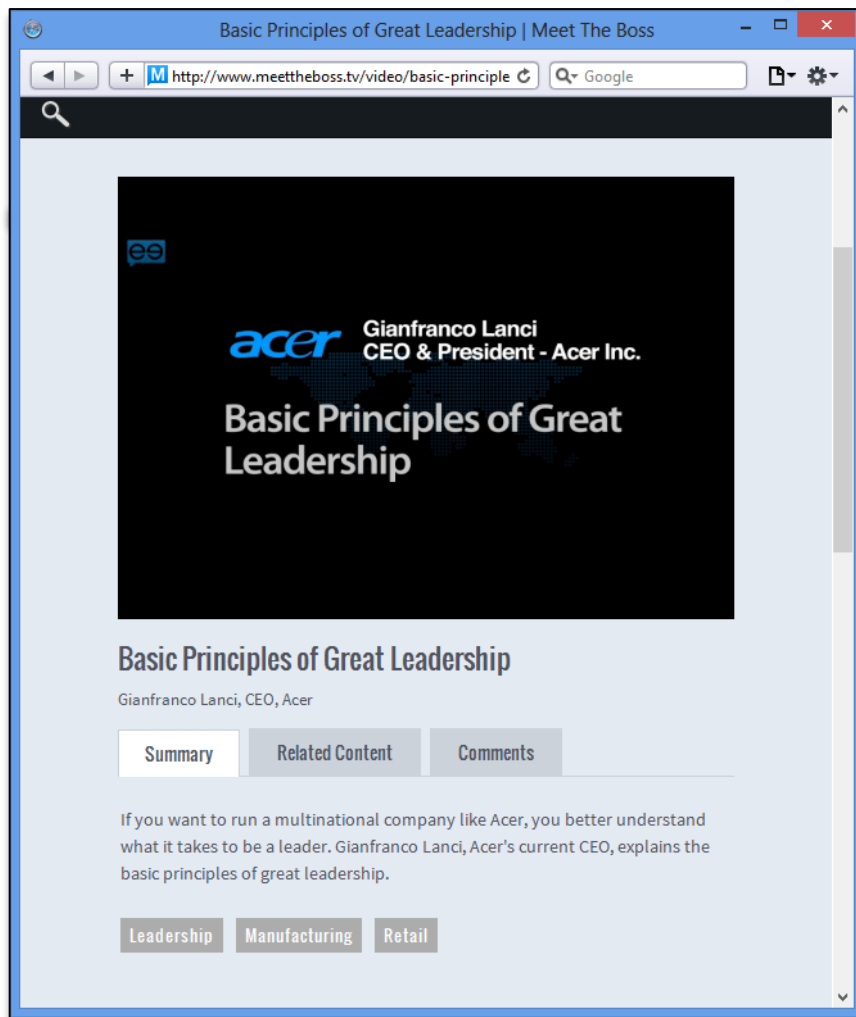 Basic Principles of Great Leadership | Meet The Boss
M http://www.meettheboss.tv/video/basic-principle
Google
acer
Gianfranco Lanci
CEO & President - Acer Inc.
Basic Principles of Great
Leadership
Basic Principles of Great Leadership
Gianfranco Lanci, CEO, Acer
Summary
Related Content
Comments
If you want to run a multinational company like Acer, you better understand
what it takes to be a leader. Gianfranco Lanci, Acer's current CEO, explains the
basic principles of great leadership.
Leadership
Manufacturing
Retail